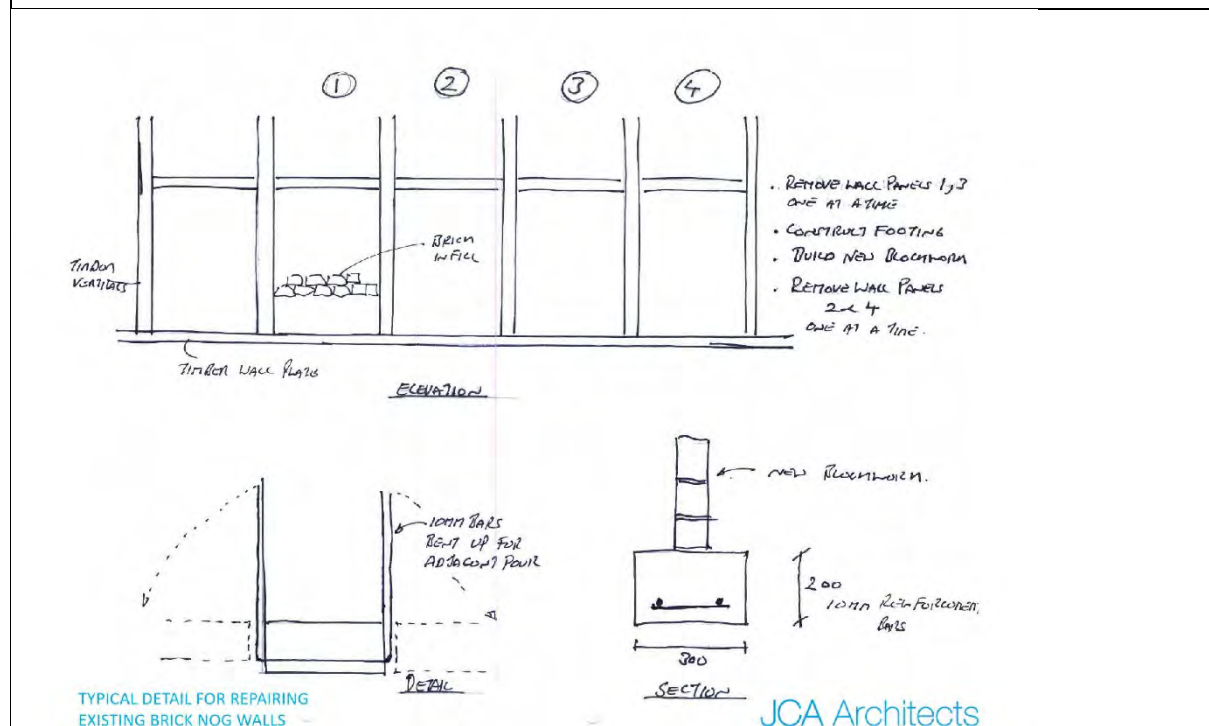 1
2
3
4
• REMOVE WALL PANELS 1, 3
ONE AT A TIME
• CONSTRUCT FOOTING
• BUILD NEW BLOCKWORK
• REMOVE WALL PANELS
2 & 4
ONE AT A TIME.
BRICK
INFILL
TIMBER
VERTICALS
TIMBER WALL PLATE
ELEVATION
10MM BARS
BENT UP FOR
ADJACENT POUR
DETAIL
NEW BLOCKWORK.
200
10MM REINFORCEMENT
BARS
300
SECTION
TYPICAL DETAIL FOR REPAIRING
EXISTING BRICK NOG WALLS
JCA Architects